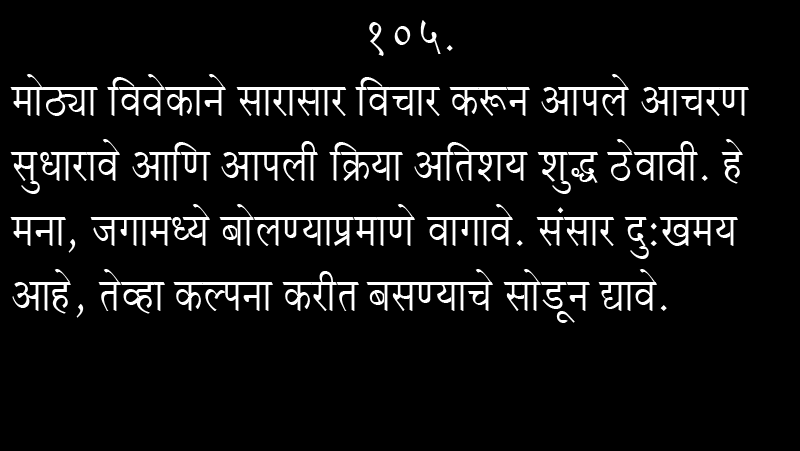 १०५.
मोठ्या विवेकाने सारासार विचार करून आपले आचरण
सुधारावे आणि आपली क्रिया अतिशय शुद्ध ठेवावी. हे
मना, जगामध्ये बोलण्याप्रमाणे वागावे. संसार दु:खमय
आहे, तेव्हा कल्पना करीत बसण्याचे सोडून द्यावे.